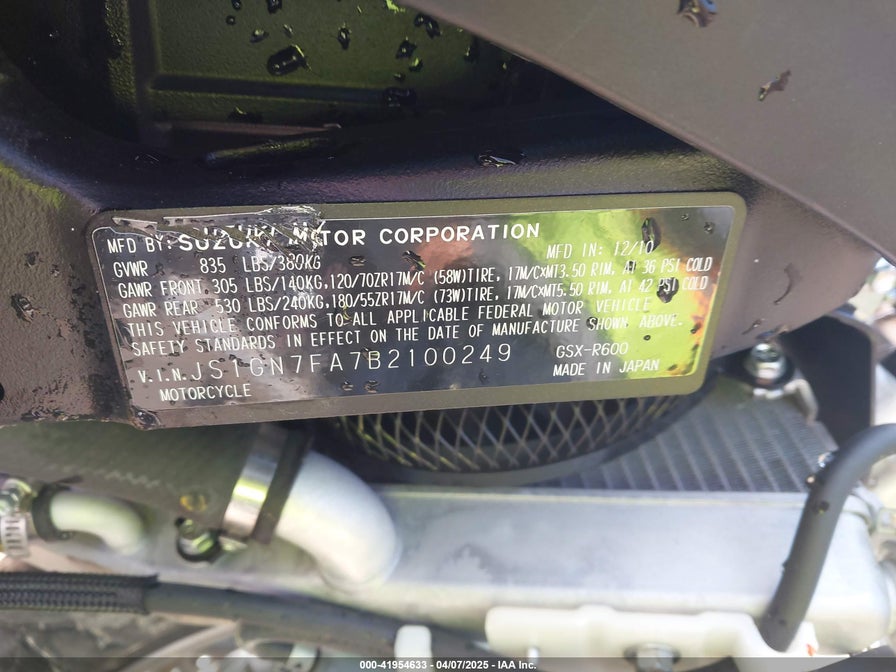 MFD BY: SUZUKI MOTOR CORPORATION
MFD IN: 12/10
GVWR 835 LBS/380KG
GAWR FRONT 305 LBS/140KG,120/70ZR17M/C (58W)TIRE, 17M/C×MT3.50 RIM, AT 36 PSI COLD
GAWR REAR 530 LBS/240KG,180/55ZR17M/C (73W)TIRE, 17M/C×MT5.50 RIM, AT 42 PSI COLD
THIS VEHICLE CONFORMS TO ALL APPLICABLE FEDERAL MOTOR VEHICLE
SAFETY STANDARDS IN EFFECT ON THE DATE OF MANUFACTURE SHOWN ABOVE.
V.I.N. JS1GN7FA7B2100249 GSX-R600
MOTORCYCLE MADE IN JAPAN
000-41954633 - 04/07/2025 - IAA Inc.